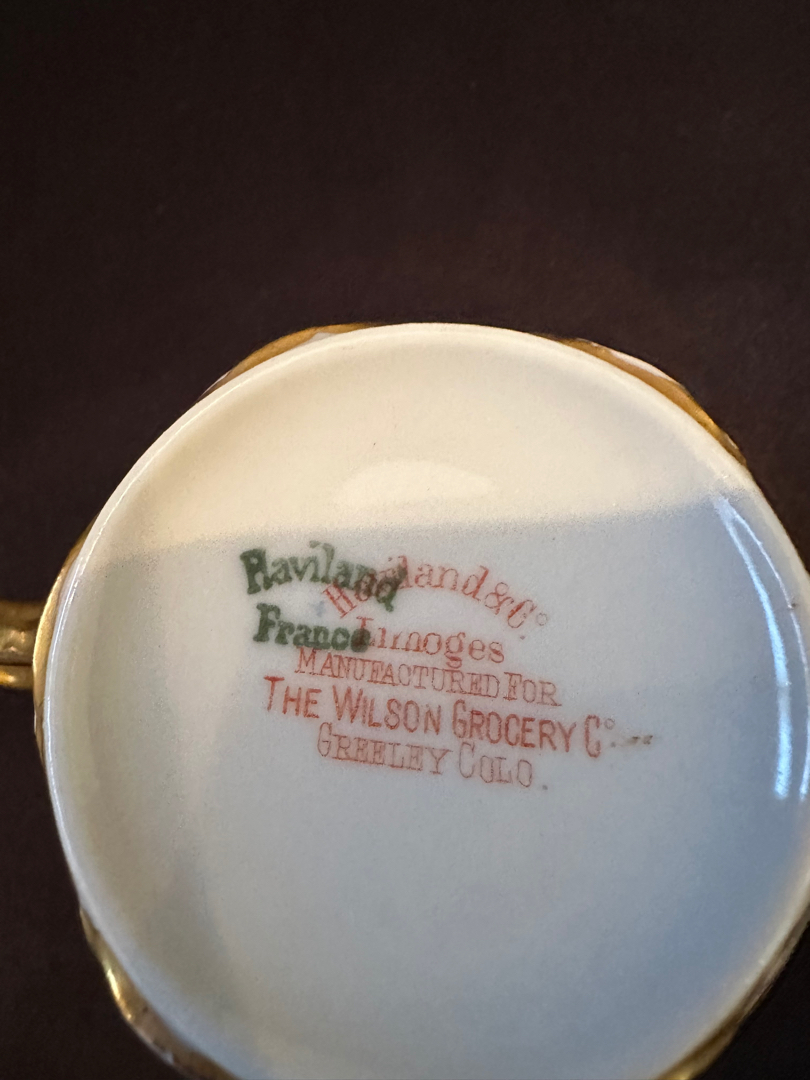 Haviland
France
Haviland & Co.
Limoges
MANUFACTURED FOR
THE WILSON GROCERY Co.
GREELEY COLO.